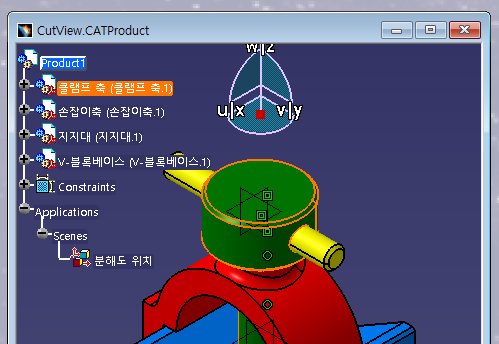 CutView.CATProduct
w|z
Product1
클램프 축 (클램프 축.1)
u|x
v|y
손잡이축 (손잡이축.1)
지지대 (지지대.1)
V-블록베이스 (V-블록베이스.1)
Constraints
Applications
Scenes
분해도 위치